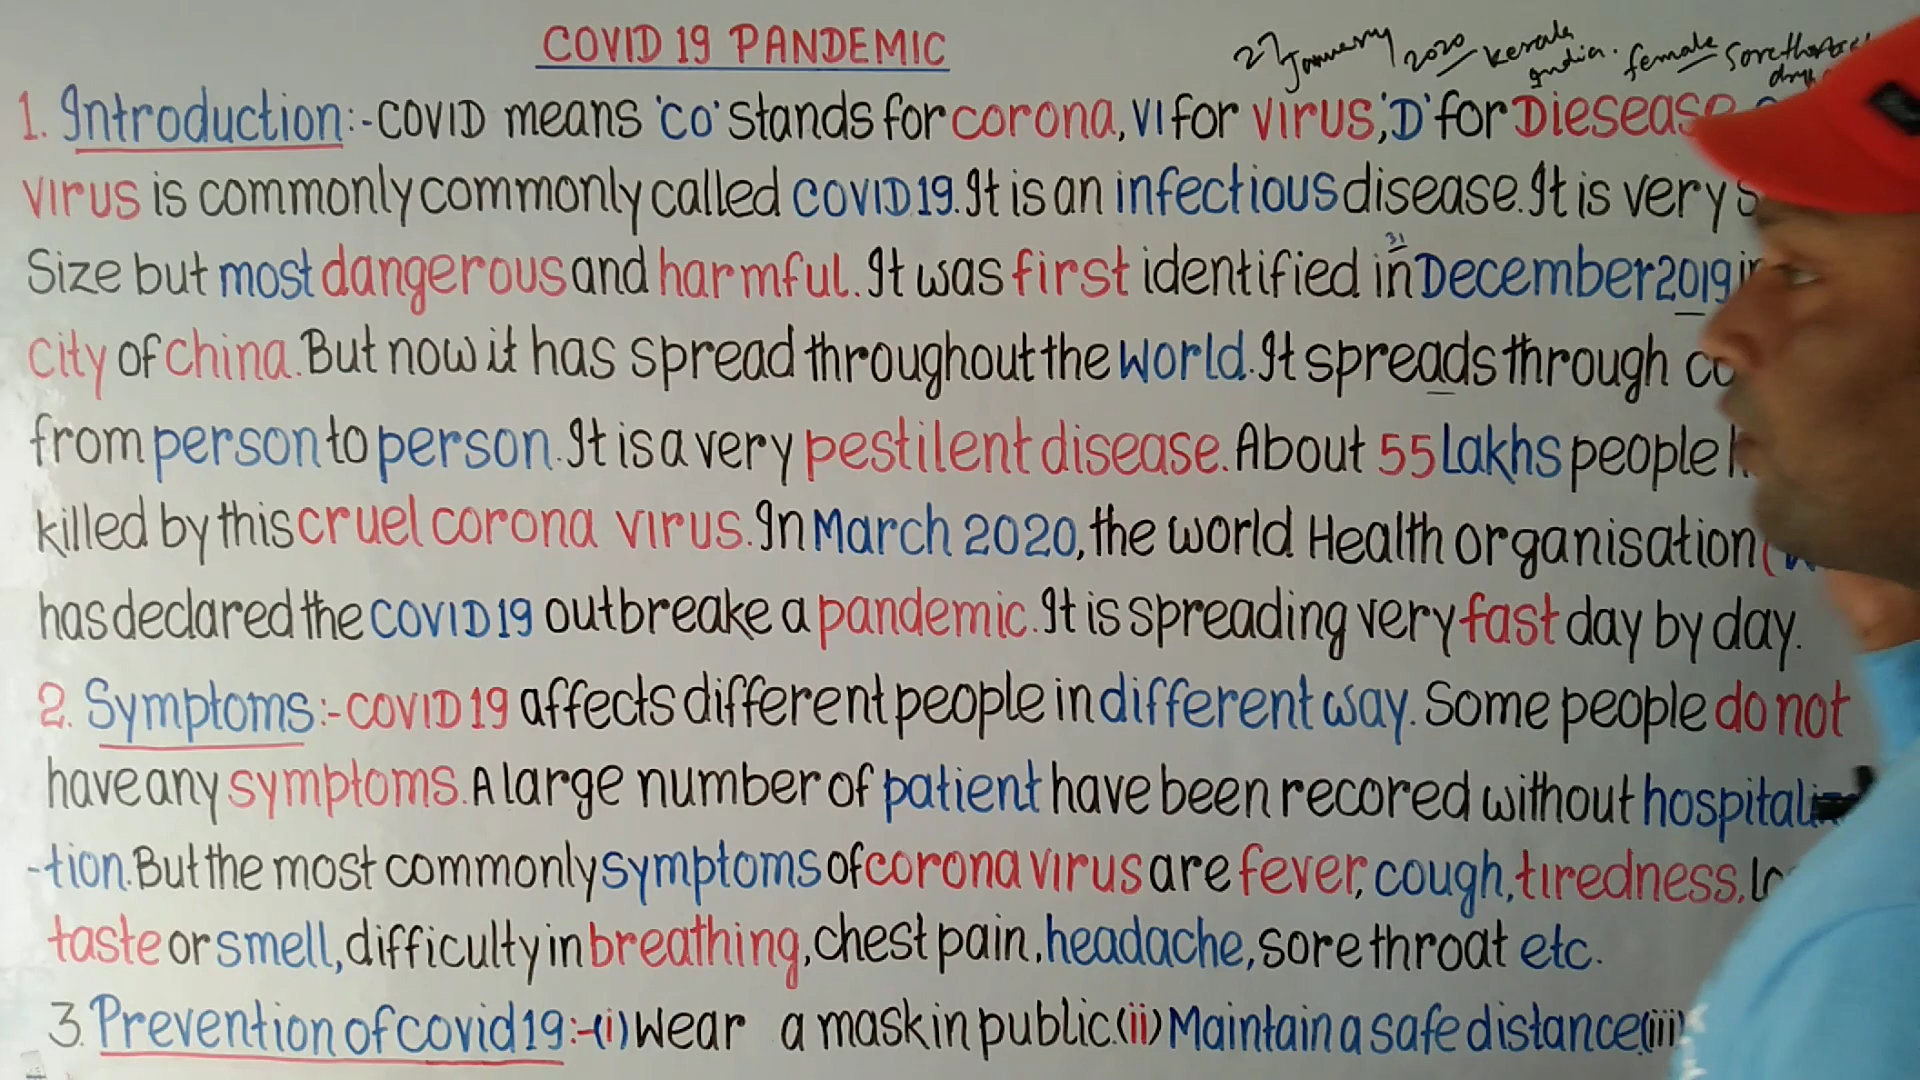 COVID 19 PANDEMIC
27 January 2020 Kerala India. female Sore throat dry
1. Introduction:-COVID means 'CO' stands for corona, VI for virus,'D' for Diesease
virus is commonly commonly called COVID 19. It is an infectious disease. It is very
31
Size but most dangerous and harmful. It was first identified in December 2019 in
city of china. But now it has spread throughout the world. It spreads through
from person to person. It is a very pestilent disease. About 55 Lakhs people
killed by this cruel corona virus. In March 2020, the world Health organisation (
has declared the COVID 19 outbreake a pandemic. It is spreading very fast day by day.
2. Symptoms:-COVID 19 affects different people in different way. Some people do not
have any symptoms. A large number of patient have been recored without hospitali
-tion. But the most commonly symptoms of corona virus are fever, cough, tiredness,
taste or smell, difficulty in breathing, chest pain, headache, sore throat etc.
3. Prevention of covid 19:-(i) Wear a mask in public. (ii) Maintain a safe distance. (iii)